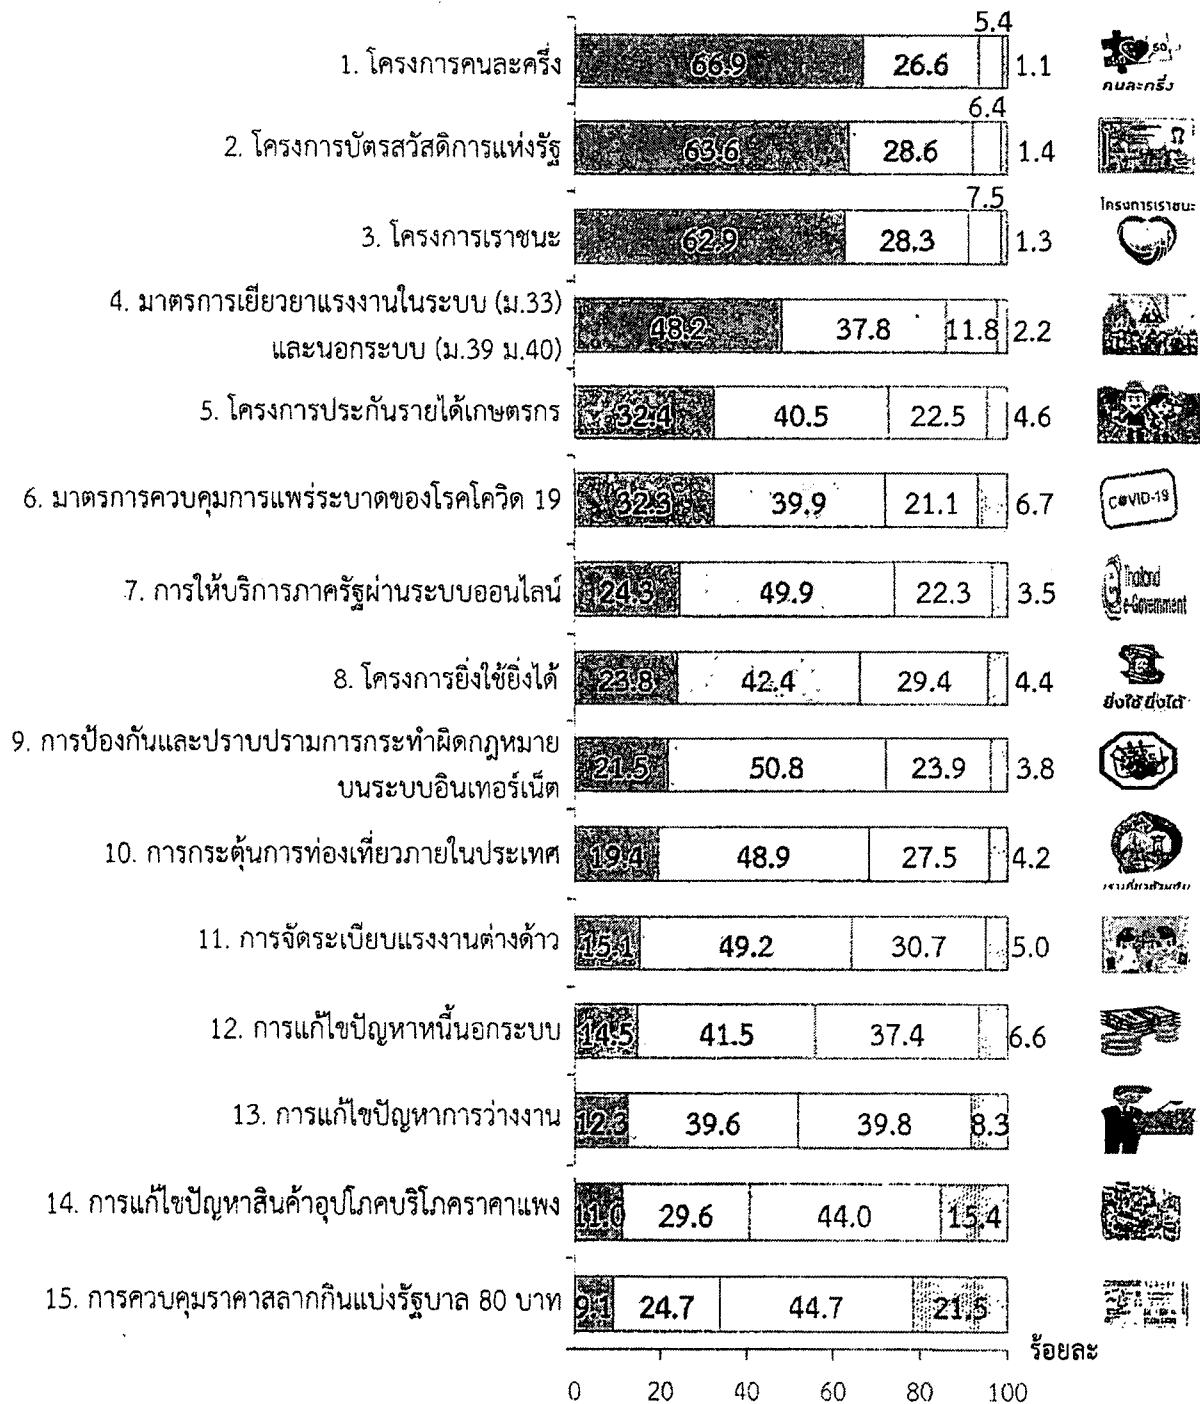 5.4
1. โครงการคนละครึ่ง 66.9 26.6 1.1
คนละครึ่ง
6.4
2. โครงการบัตรสวัสดิการแห่งรัฐ 63.6 28.6 1.4
7.5
โครงการเราชนะ
3. โครงการเราชนะ 62.9 28.3 1.3
4. มาตรการเยียวยาแรงงานในระบบ (ม.33)
และนอกระบบ (ม.39 ม.40) 48.2 37.8 11.8 2.2
5. โครงการประกันรายได้เกษตรกร 32.4 40.5 22.5 4.6
6. มาตรการควบคุมการแพร่ระบาดของโรคโควิด 19 32.3 39.9 21.1 6.7
COVID-19
7. การให้บริการภาครัฐผ่านระบบออนไลน์ 24.3 49.9 22.3 3.5
Thailand
e-Government
8. โครงการยิ่งใช้ยิ่งได้ 23.8 42.4 29.4 4.4
ยิ่งใช้ ยิ่งได้
9. การป้องกันและปราบปรามการกระทำผิดกฎหมาย
บนระบบอินเทอร์เน็ต 21.5 50.8 23.9 3.8
10. การกระตุ้นการท่องเที่ยวภายในประเทศ 19.4 48.9 27.5 4.2
11. การจัดระเบียบแรงงานต่างด้าว 15.1 49.2 30.7 5.0
12. การแก้ไขปัญหาหนี้นอกระบบ 14.5 41.5 37.4 6.6
13. การแก้ไขปัญหาการว่างงาน 12.3 39.6 39.8 8.3
14. การแก้ไขปัญหาสินค้าอุปโภคบริโภคราคาแพง 11.0 29.6 44.0 15.4
15. การควบคุมราคาสลากกินแบ่งรัฐบาล 80 บาท 9.1 24.7 44.7 21.5
ร้อยละ
0 20 40 60 80 100